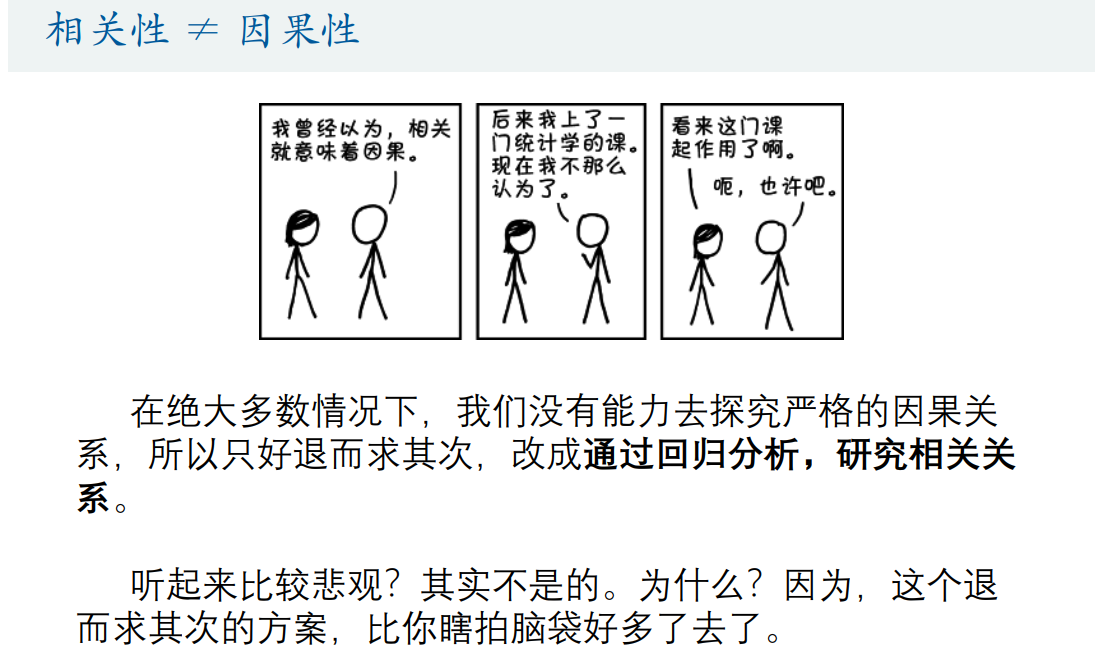 相关性 ≠ 因果性
我曾经以为，相关
就意味着因果。
后来我上了一
门统计学的课。
现在我不那么
认为了。
看来这门课
起作用了啊。
呃，也许吧。
在绝大多数情况下，我们没有能力去探究严格的因果关
系，所以只好退而求其次，改成通过回归分析，研究相关关
系。
听起来比较悲观？其实不是的。为什么？因为，这个退
而求其次的方案，比你瞎拍脑袋好多了去了。